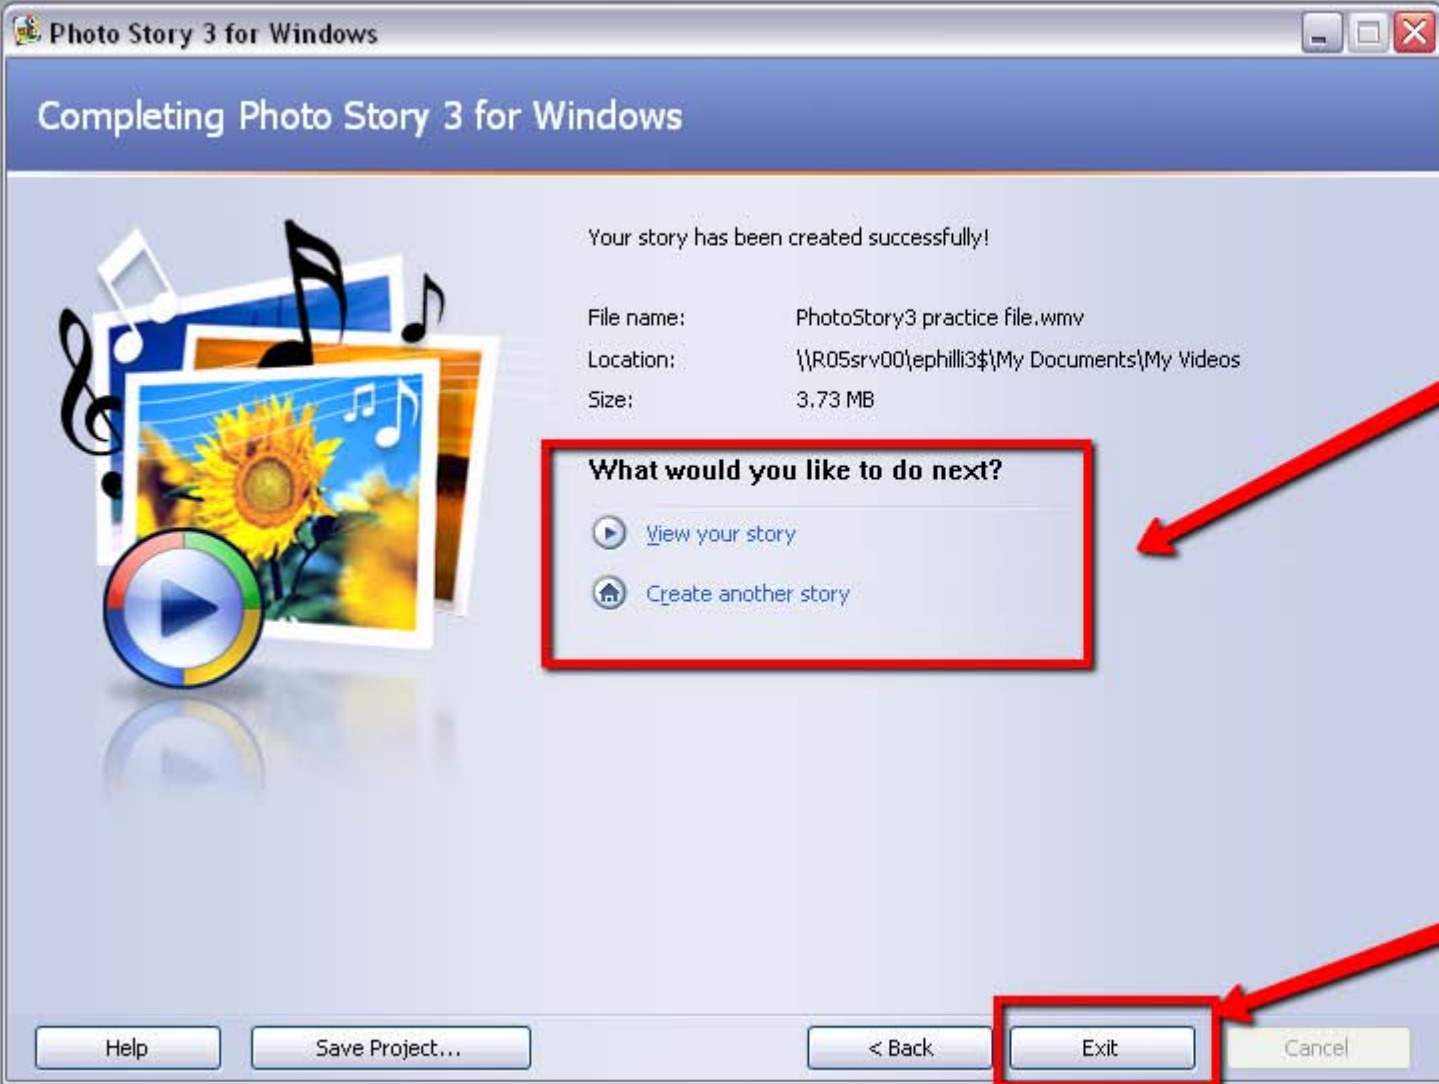 Photo Story 3 for Windows
Completing Photo Story 3 for Windows
Your story has been created successfully!
File name: PhotoStory3 practice file.wmv
Location: \\R05srv00\ephilli3$\My Documents\My Videos
Size: 3.73 MB
What would you like to do next?
View your story
Create another story
Help Save Project... < Back Exit Cancel